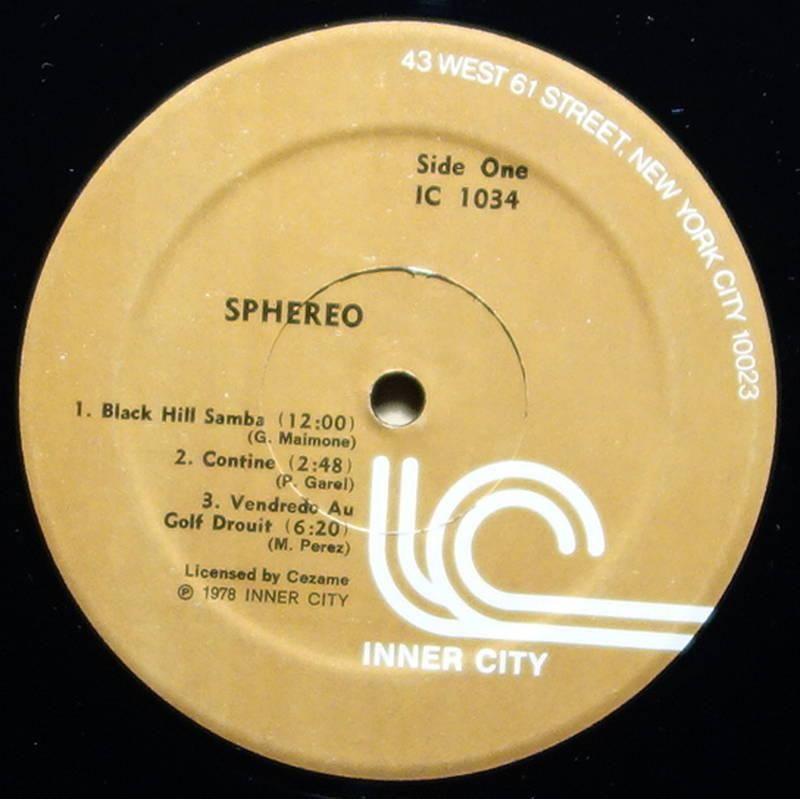 43 WEST 61 STREET, NEW YORK CITY 10023
Side One
IC 1034
SPHEREO
1. Black Hill Samba (12:00)
(G. Maimone)
2. Contine (2:48)
(P. Garel)
3. Vendredo Au
Golf Drouit (6:20)
(M. Perez)
Licensed by Cezame
℗ 1978 INNER CITY
IC
INNER CITY